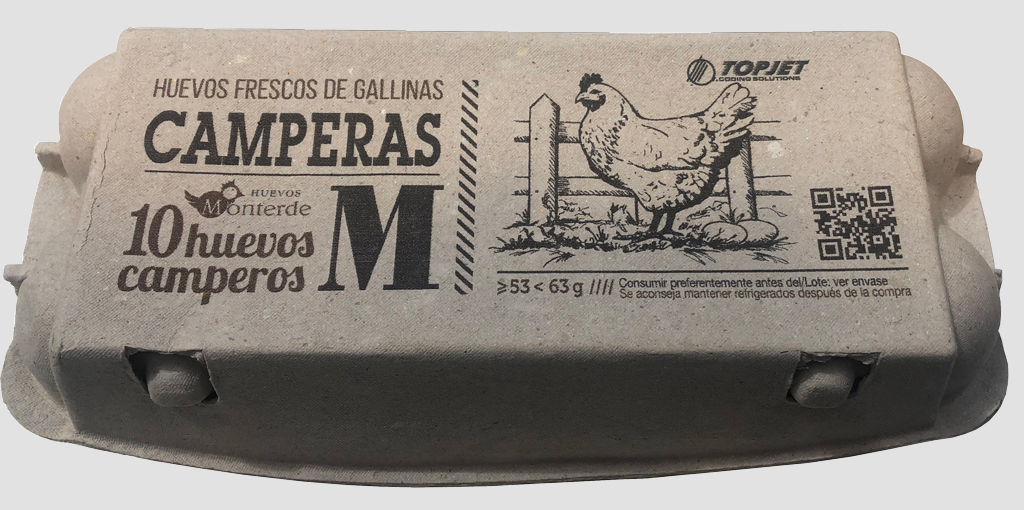 HUEVOS FRESCOS DE GALLINAS
CAMPERAS
HUEVOS
Monterde
10 huevos
camperos
M
TOPJET
CODING SOLUTIONS
≥53 < 63 g //// Consumir preferentemente antes del/Lote: ver envase
Se aconseja mantener refrigerados después de la compra